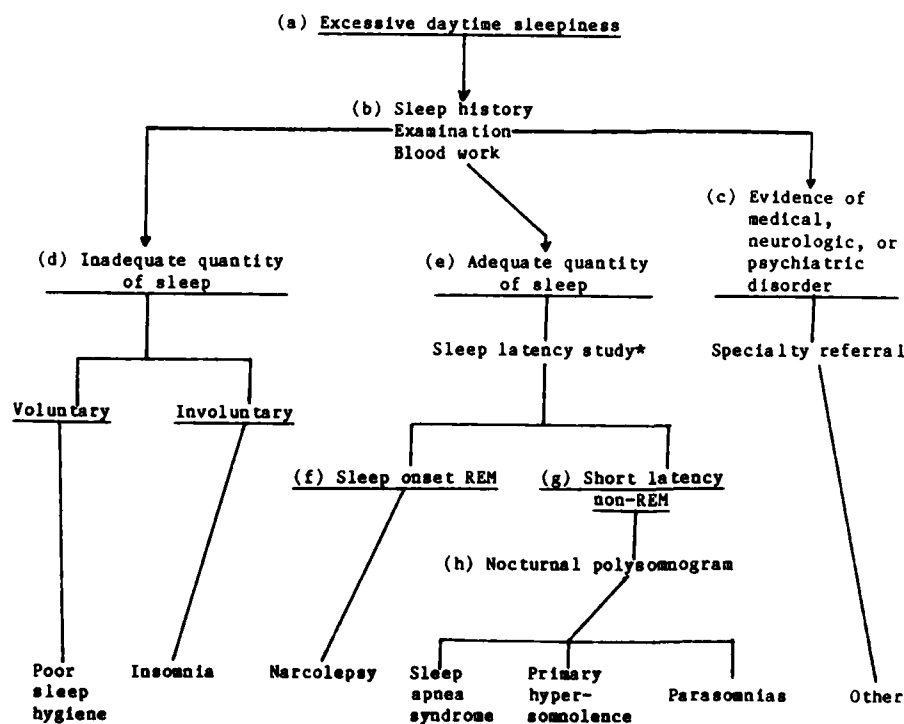 (a) Excessive daytime sleepiness
(b) Sleep history
Examination
Blood work
(c) Evidence of
medical,
neurologic, or
psychiatric
disorder
(d) Inadequate quantity
of sleep
(e) Adequate quantity
of sleep
Sleep latency study*
Specialty referral
Voluntary
Involuntary
(f) Sleep onset REM
(g) Short latency
non-REM
(h) Nocturnal polysomnogram
Poor
sleep
hygiene
Insomnia
Narcolepsy
Sleep
apnea
syndrome
Primary
hyper-
somnolence
Parasomnias
Other